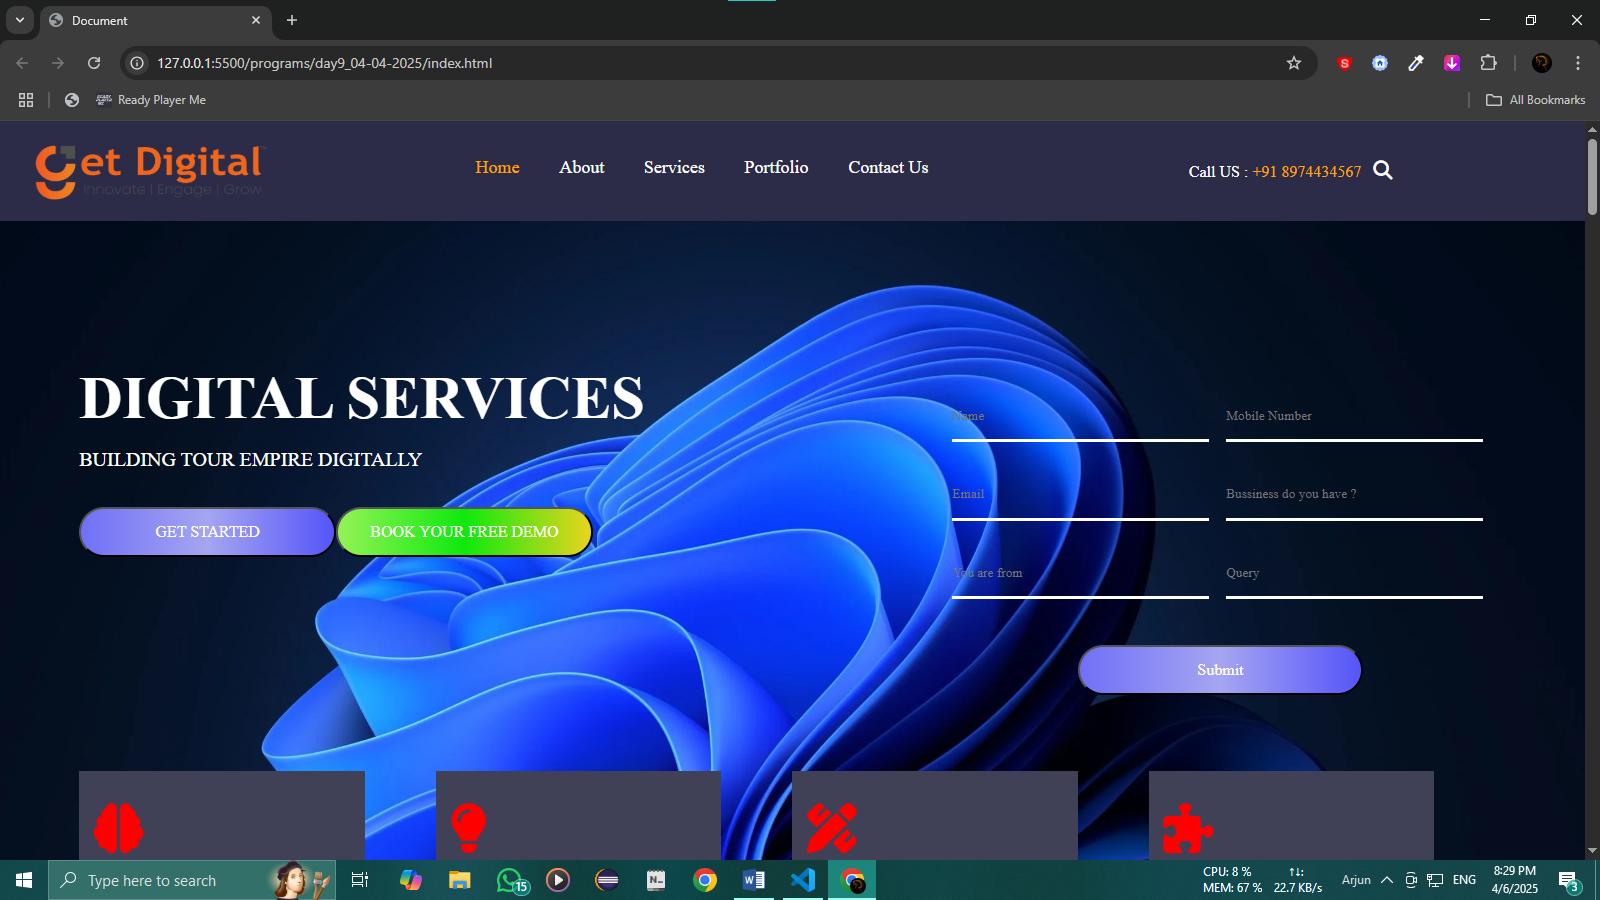 Document
127.0.0.1:5500/programs/day9_04-04-2025/index.html
Ready Player Me
All Bookmarks
et Digital
Innovate | Engage | Grow
Home About Services Portfolio Contact Us
Call US : +91 8974434567
DIGITAL SERVICES
BUILDING TOUR EMPIRE DIGITALLY
GET STARTED
BOOK YOUR FREE DEMO
Name
Mobile Number
Email
Bussiness do you have ?
You are from
Query
Submit
Type here to search
15
CPU: 8 %
MEM: 67 %
22.7 KB/s
Arjun
ENG
8:29 PM
4/6/2025
3